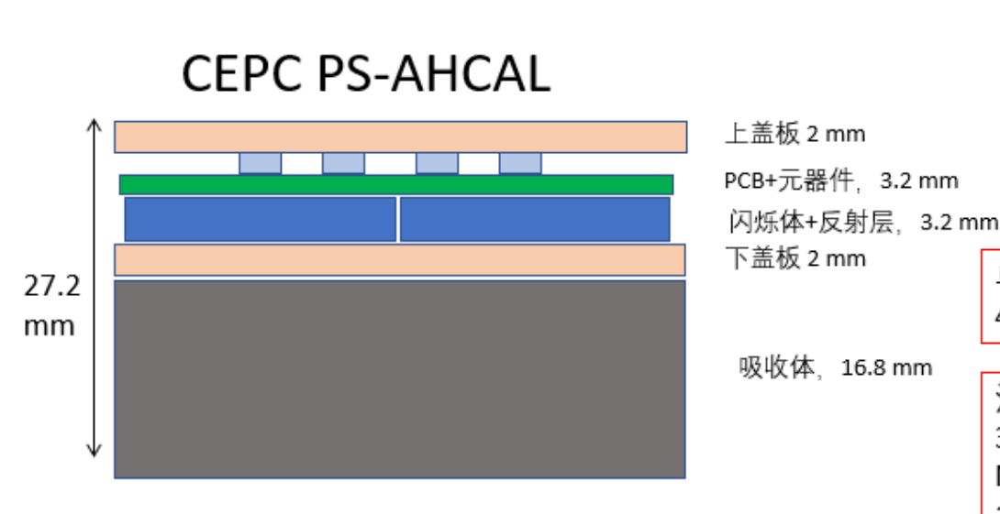 CEPC PS-AHCAL
上盖板 2 mm
PCB+元器件，3.2 mm
闪烁体+反射层，3.2 mm
下盖板 2 mm
27.2
mm
吸收体，16.8 mm